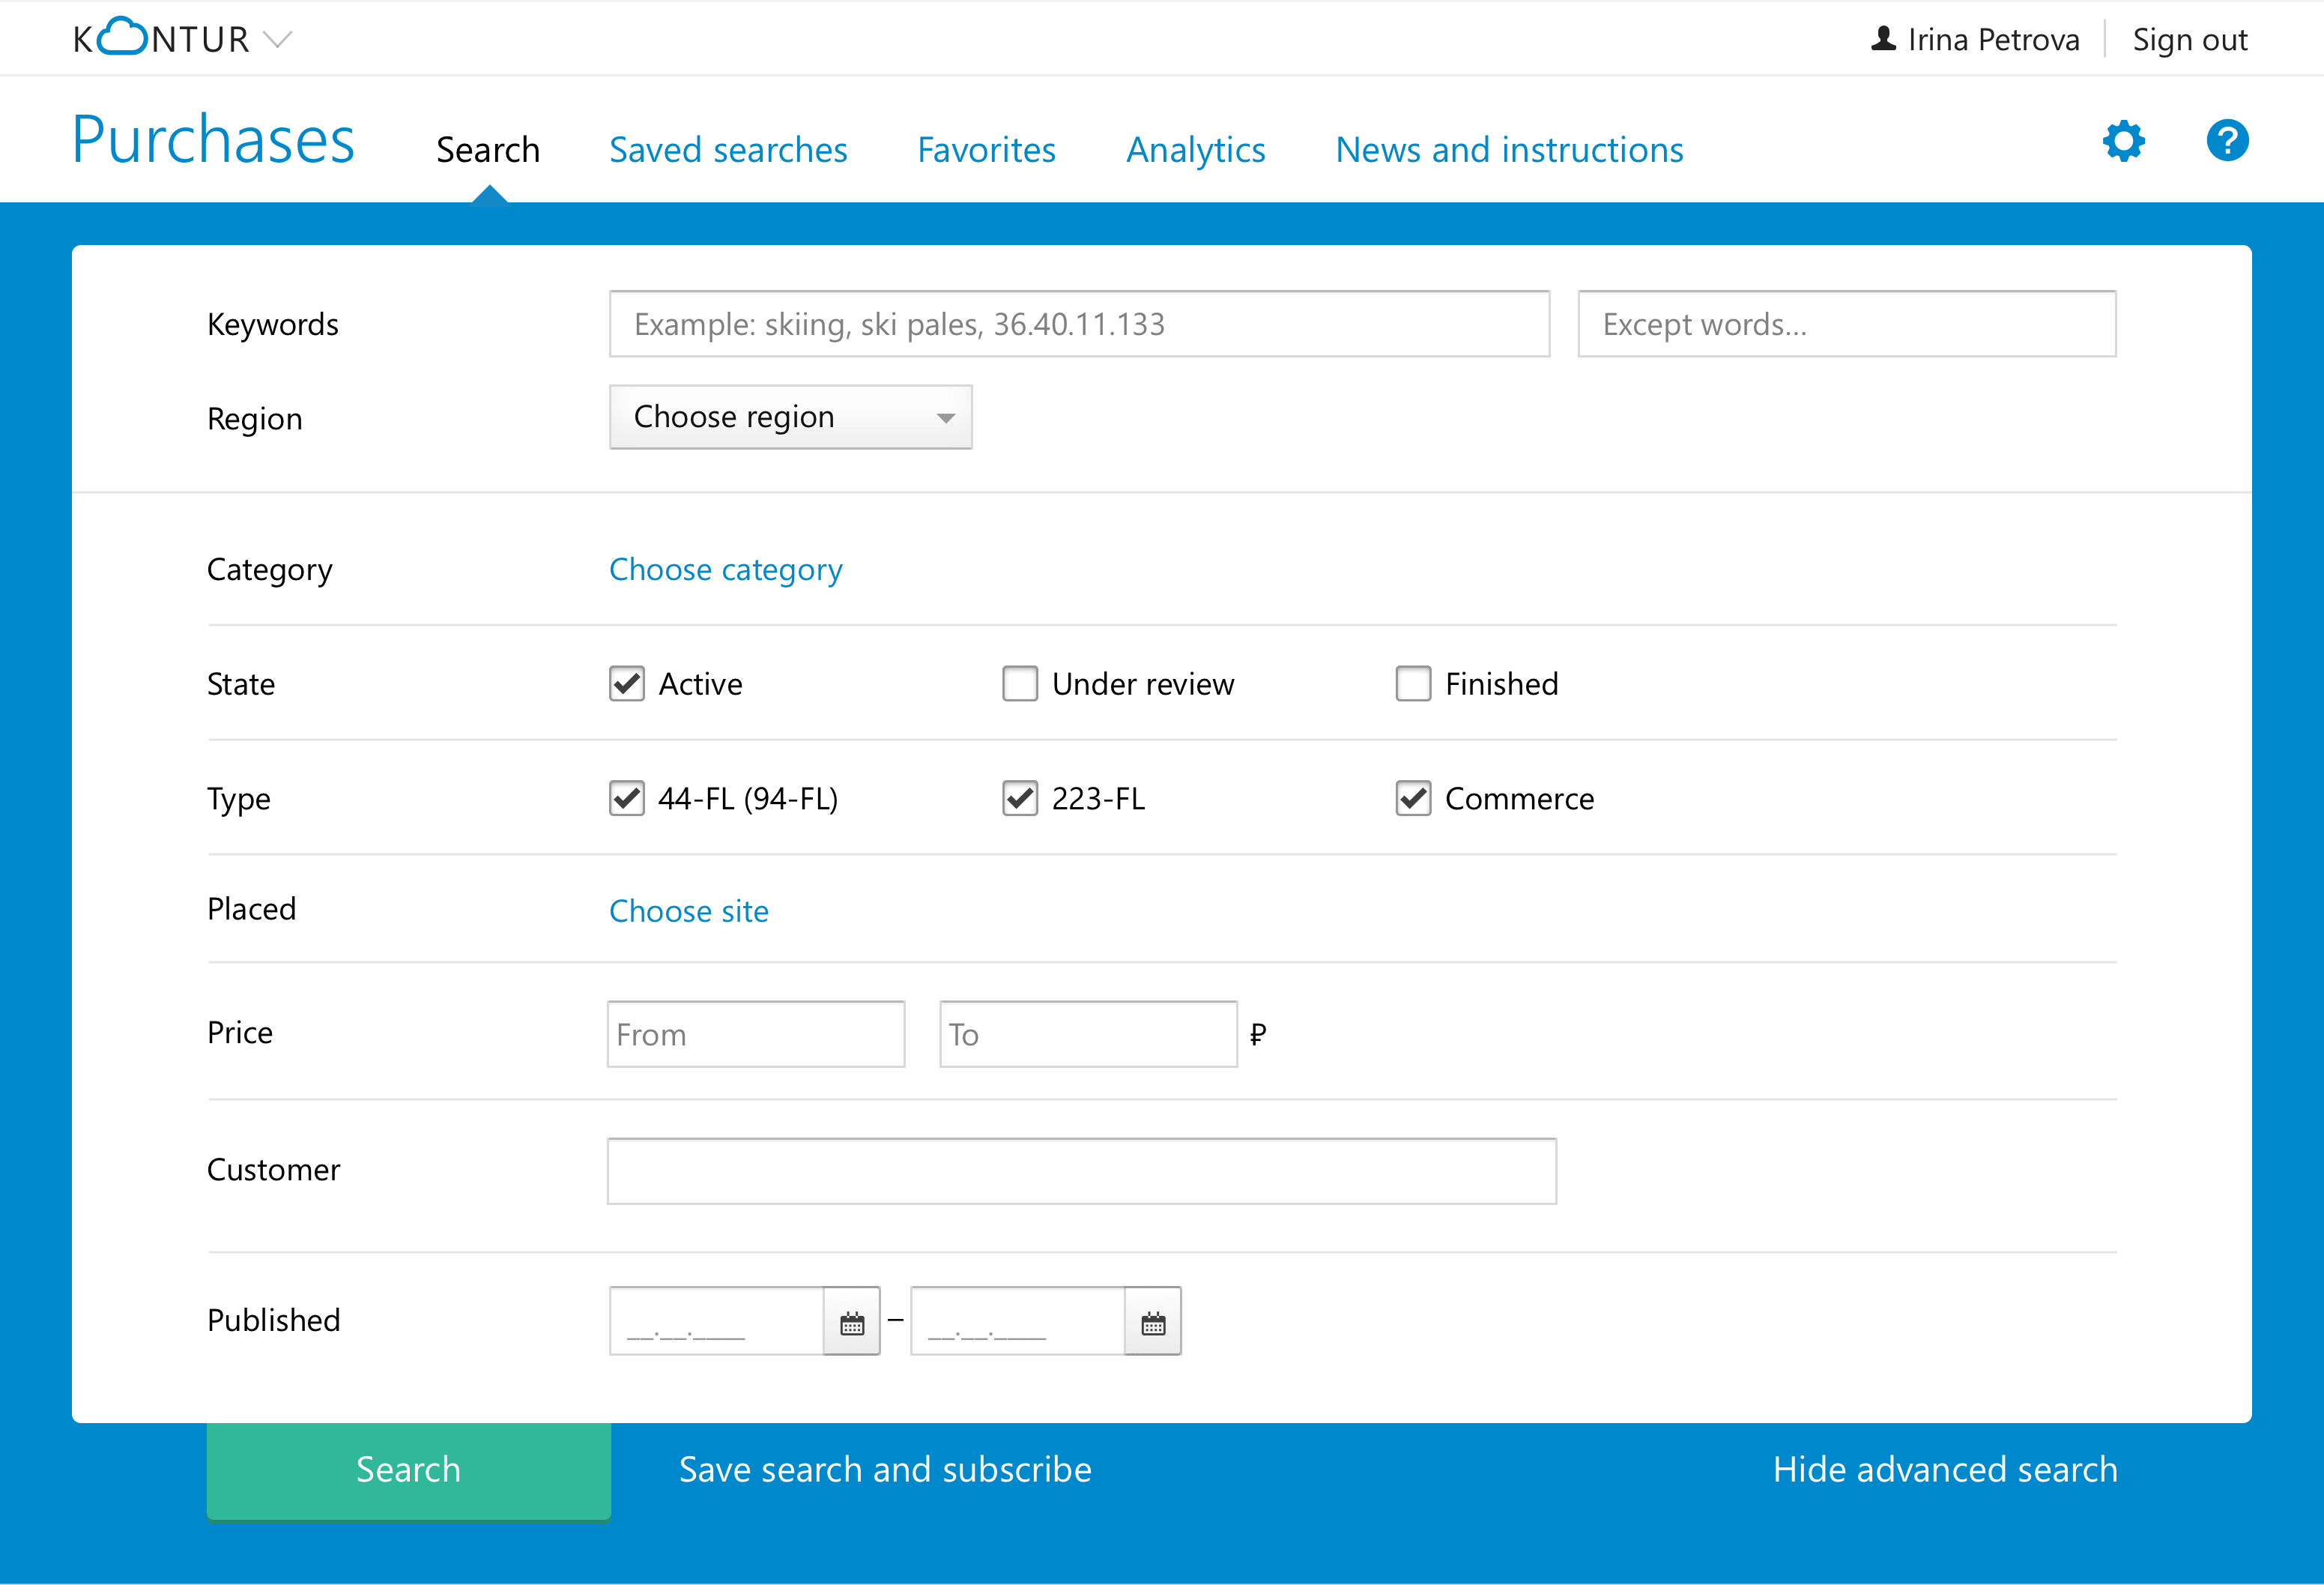 KONTUR
Irina Petrova
Sign out
Purchases
Search
Saved searches
Favorites
Analytics
News and instructions
?
Keywords
Example: skiing, ski pales, 36.40.11.133
Except words...
Region
Choose region
Category
Choose category
State
Active
Under review
Finished
Type
44-FL (94-FL)
223-FL
Commerce
Placed
Choose site
Price
From
To
₽
Customer
Published
__.__.____
–
__.__.____
Search
Save search and subscribe
Hide advanced search